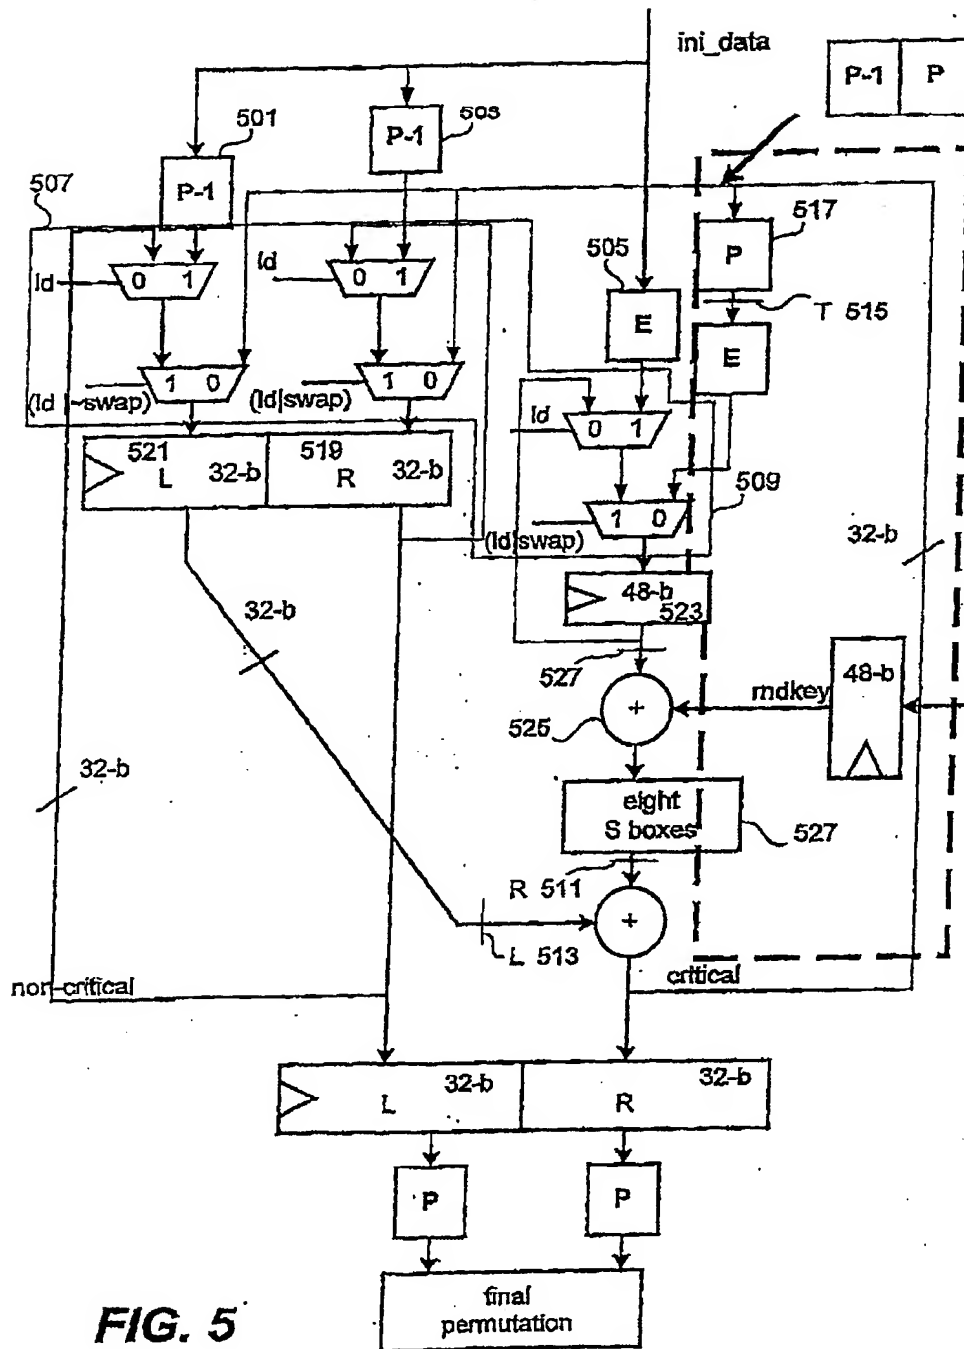 ini_data
P-1 P
501
P-1
503
507
P-1
517
P
505
ld
0 1
ld
0 1
E
T 515
E
(ld | ~swap)
1 0
(ld|swap)
1 0
ld
0 1
521
L
32-b
519
R
32-b
509
1 0
(ld|swap)
32-b
48-b
523
32-b
527
48-b
rndkey
525
+
32-b
eight
S boxes
527
R 511
+
L 513
non-critical
critical
32-b
L
32-b
R
P
P
final
permutation
FIG. 5